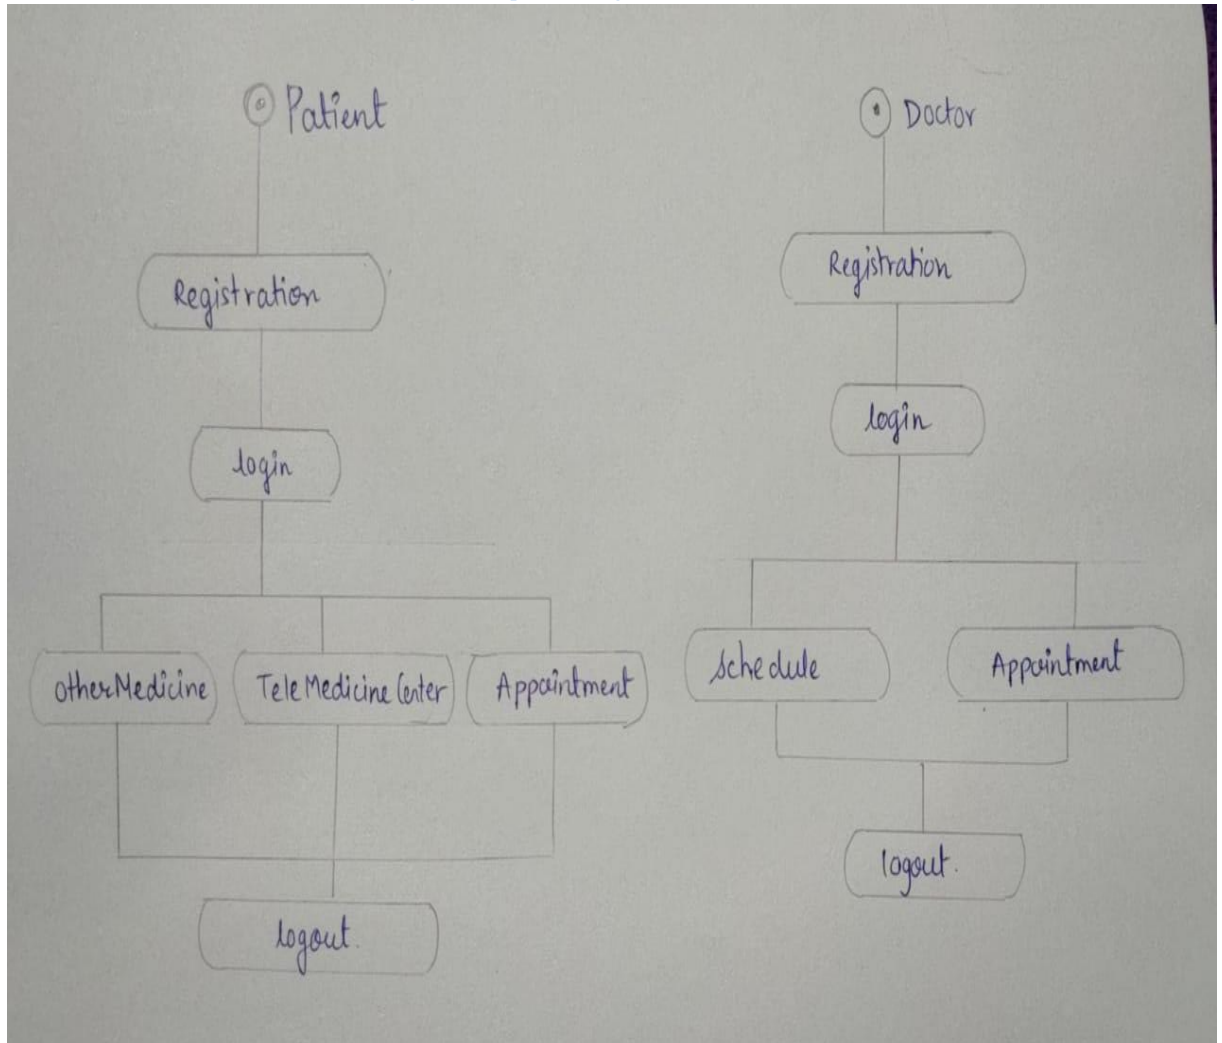 Patient
Registration
login
otherMedicine
Tele Medicine Center
Appointment
logout.
Doctor
Registration
login
Schedule
Appointment
logout.